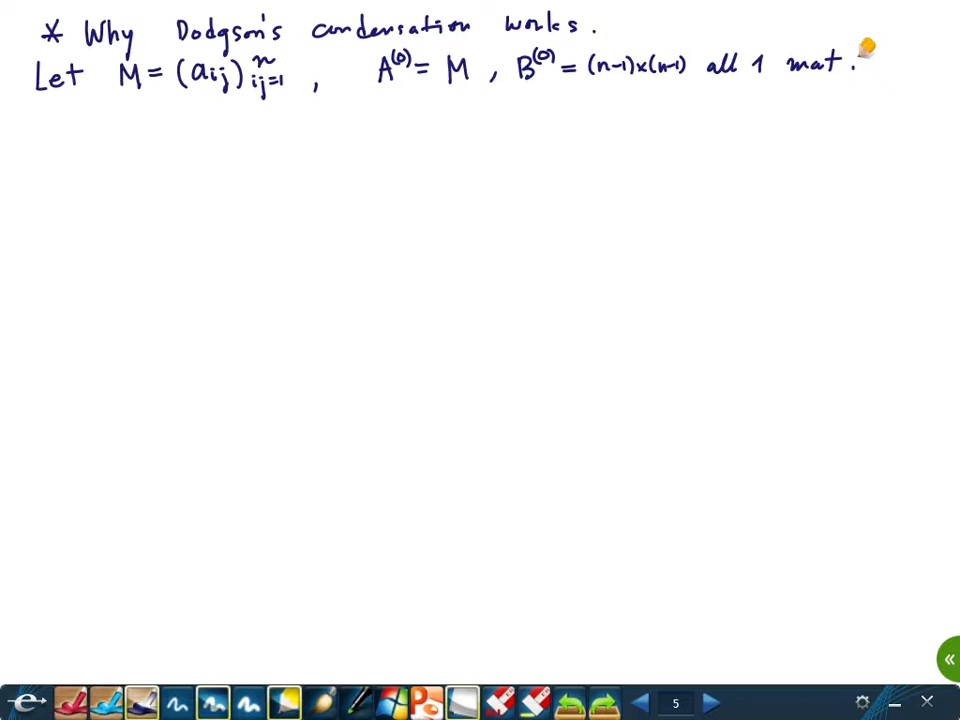 * Why Dodgson's condensation works.
Let M = (aij)ⁿᵢⱼ₌₁ , A⁽⁰⁾ = M , B⁽⁰⁾ = (n-1)x(n-1) all 1 mat.
5